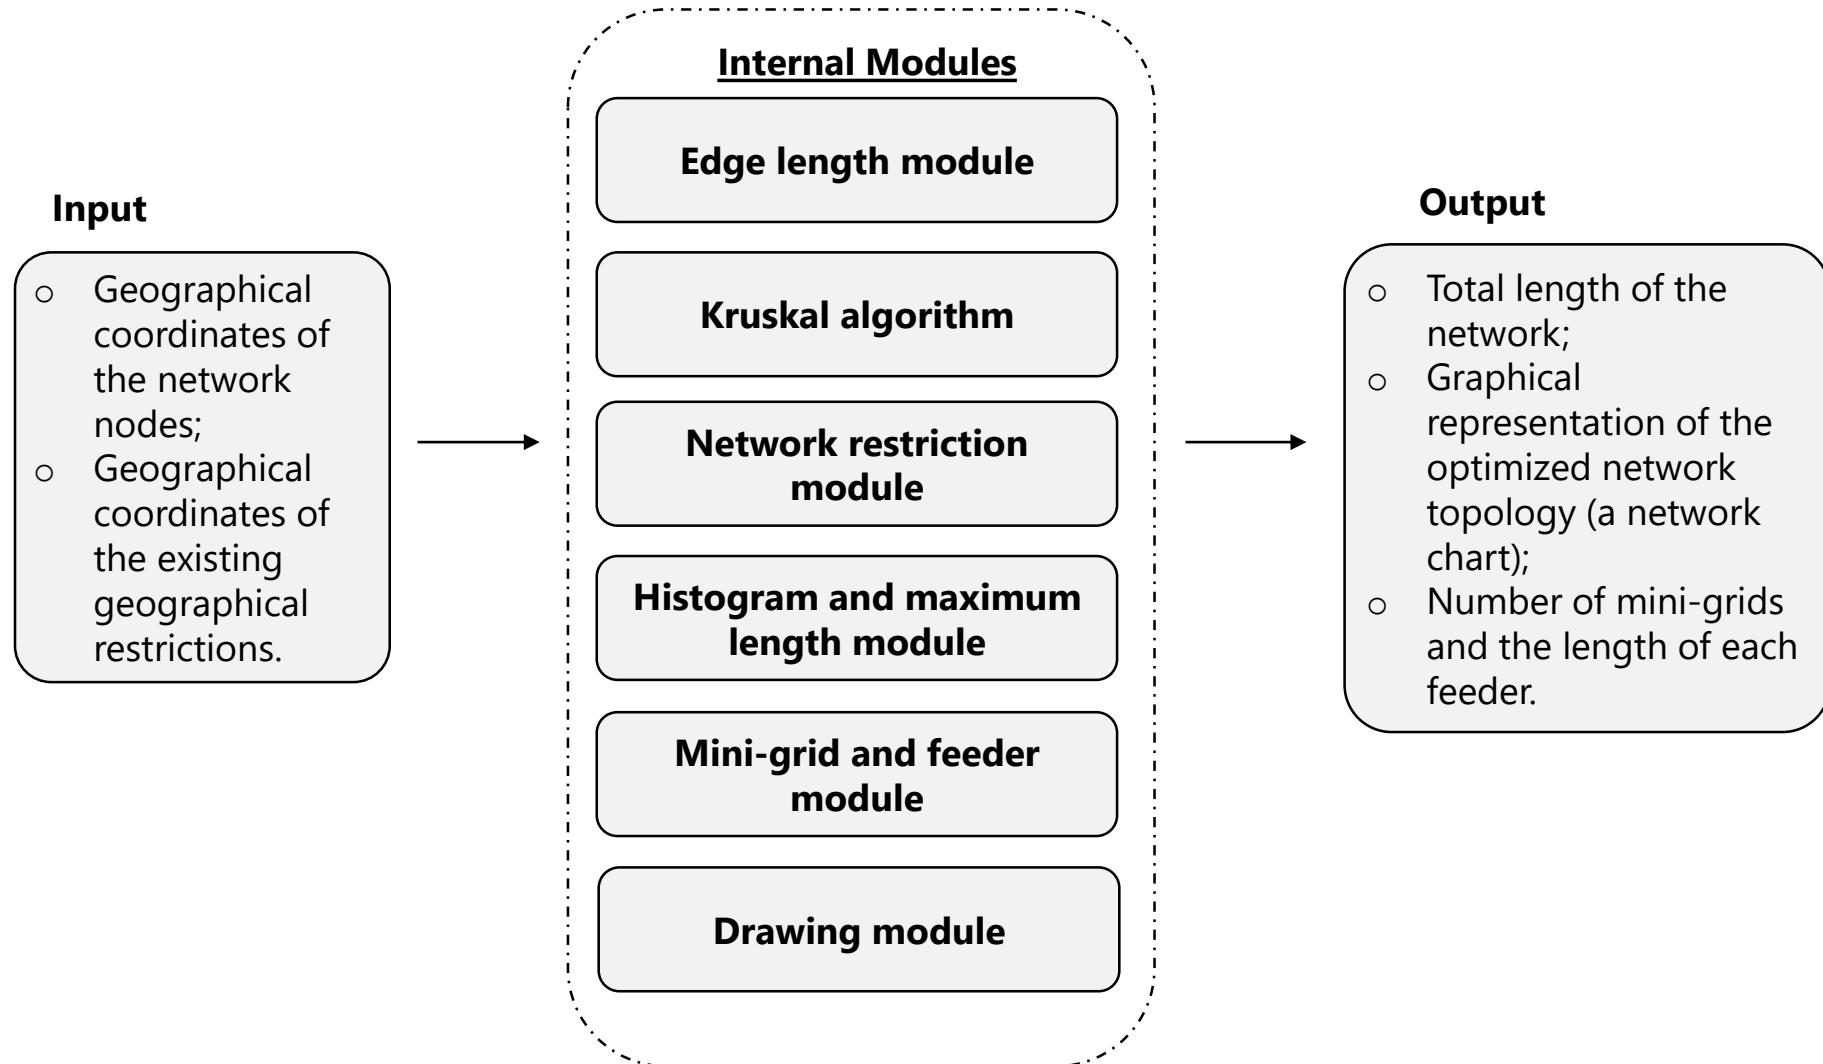 Input
○ Geographical
coordinates of
the network
nodes;
○ Geographical
coordinates of
the existing
geographical
restrictions.
Internal Modules
Edge length module
Kruskal algorithm
Network restriction
module
Histogram and maximum
length module
Mini-grid and feeder
module
Drawing module
Output
○ Total length of the
network;
○ Graphical
representation of the
optimized network
topology (a network
chart);
○ Number of mini-grids
and the length of each
feeder.